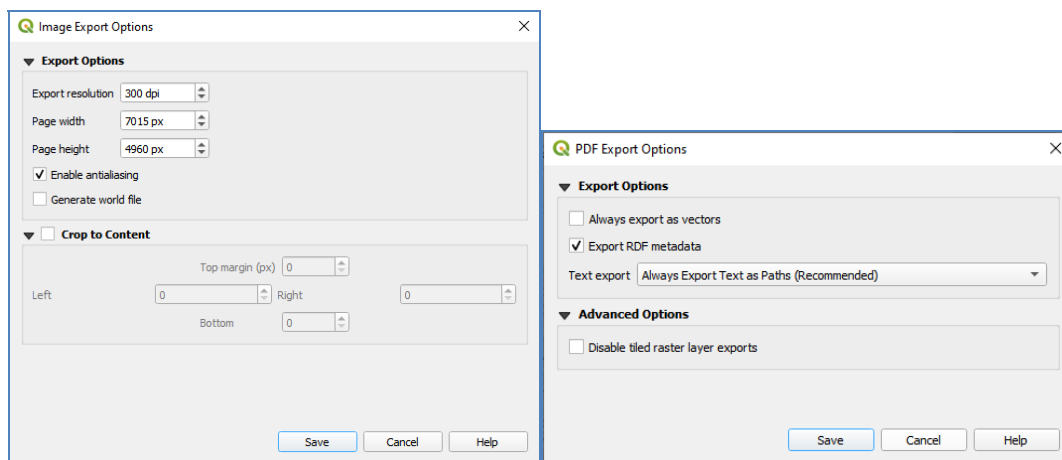 Image Export Options
Export Options
Export resolution 300 dpi
Page width 7015 px
Page height 4960 px
Enable antialiasing
Generate world file
Crop to Content
Top margin (px) 0
Left 0 Right 0
Bottom 0
Save Cancel Help
PDF Export Options
Export Options
Always export as vectors
Export RDF metadata
Text export Always Export Text as Paths (Recommended)
Advanced Options
Disable tiled raster layer exports
Save Cancel Help